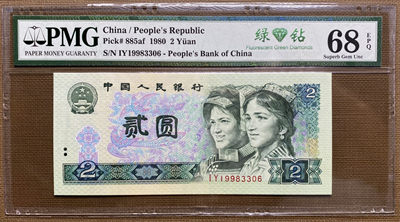 PMG
PAPER MONEY GUARANTY
China / People's Republic
Pick# 885af 1980 2 Yüan
S/N IY19983306 - People's Bank of China
绿钻
Fluorescent Green Diamonds
68 EPQ
Superb Gem Unc
中国人民银行
贰圆
2
2
2
IY19983306